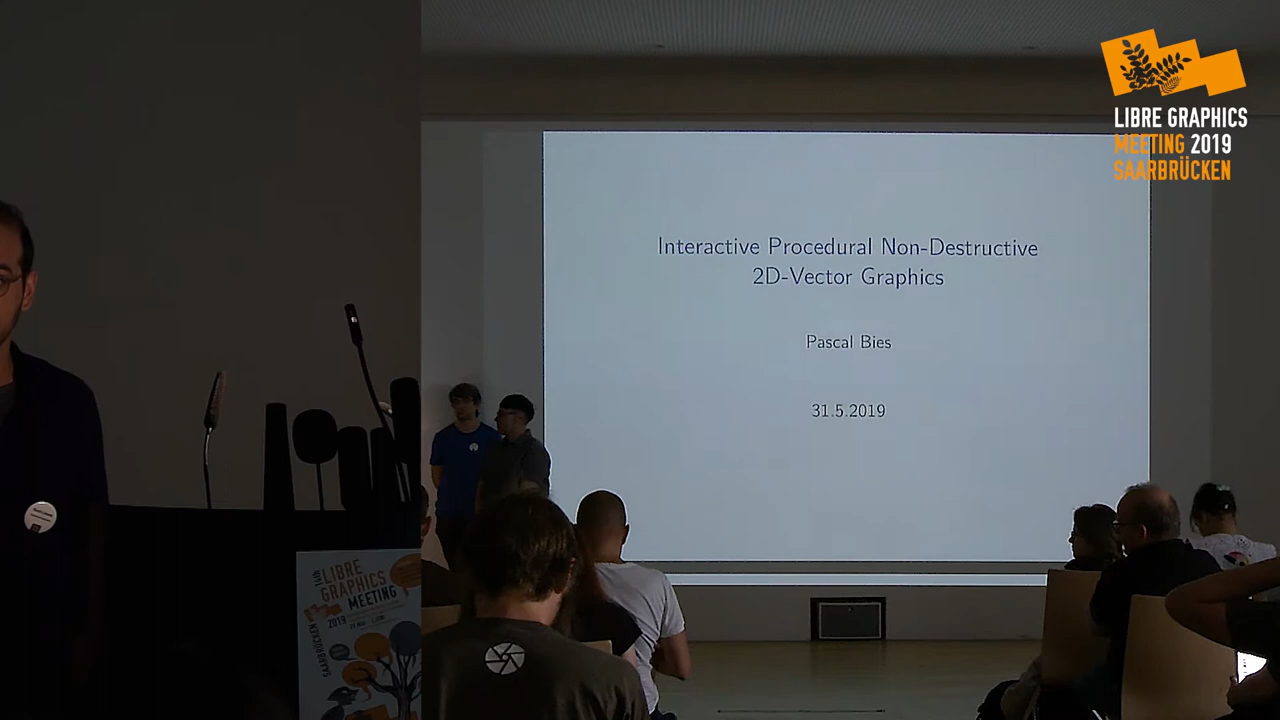 LIBRE GRAPHICS
MEETING 2019
SAARBRÜCKEN
Interactive Procedural Non-Destructive
2D-Vector Graphics
Pascal Bies
31.5.2019
14th
LIBRE
GRAPHICS
MEETING
2019
SAARBRÜCKEN